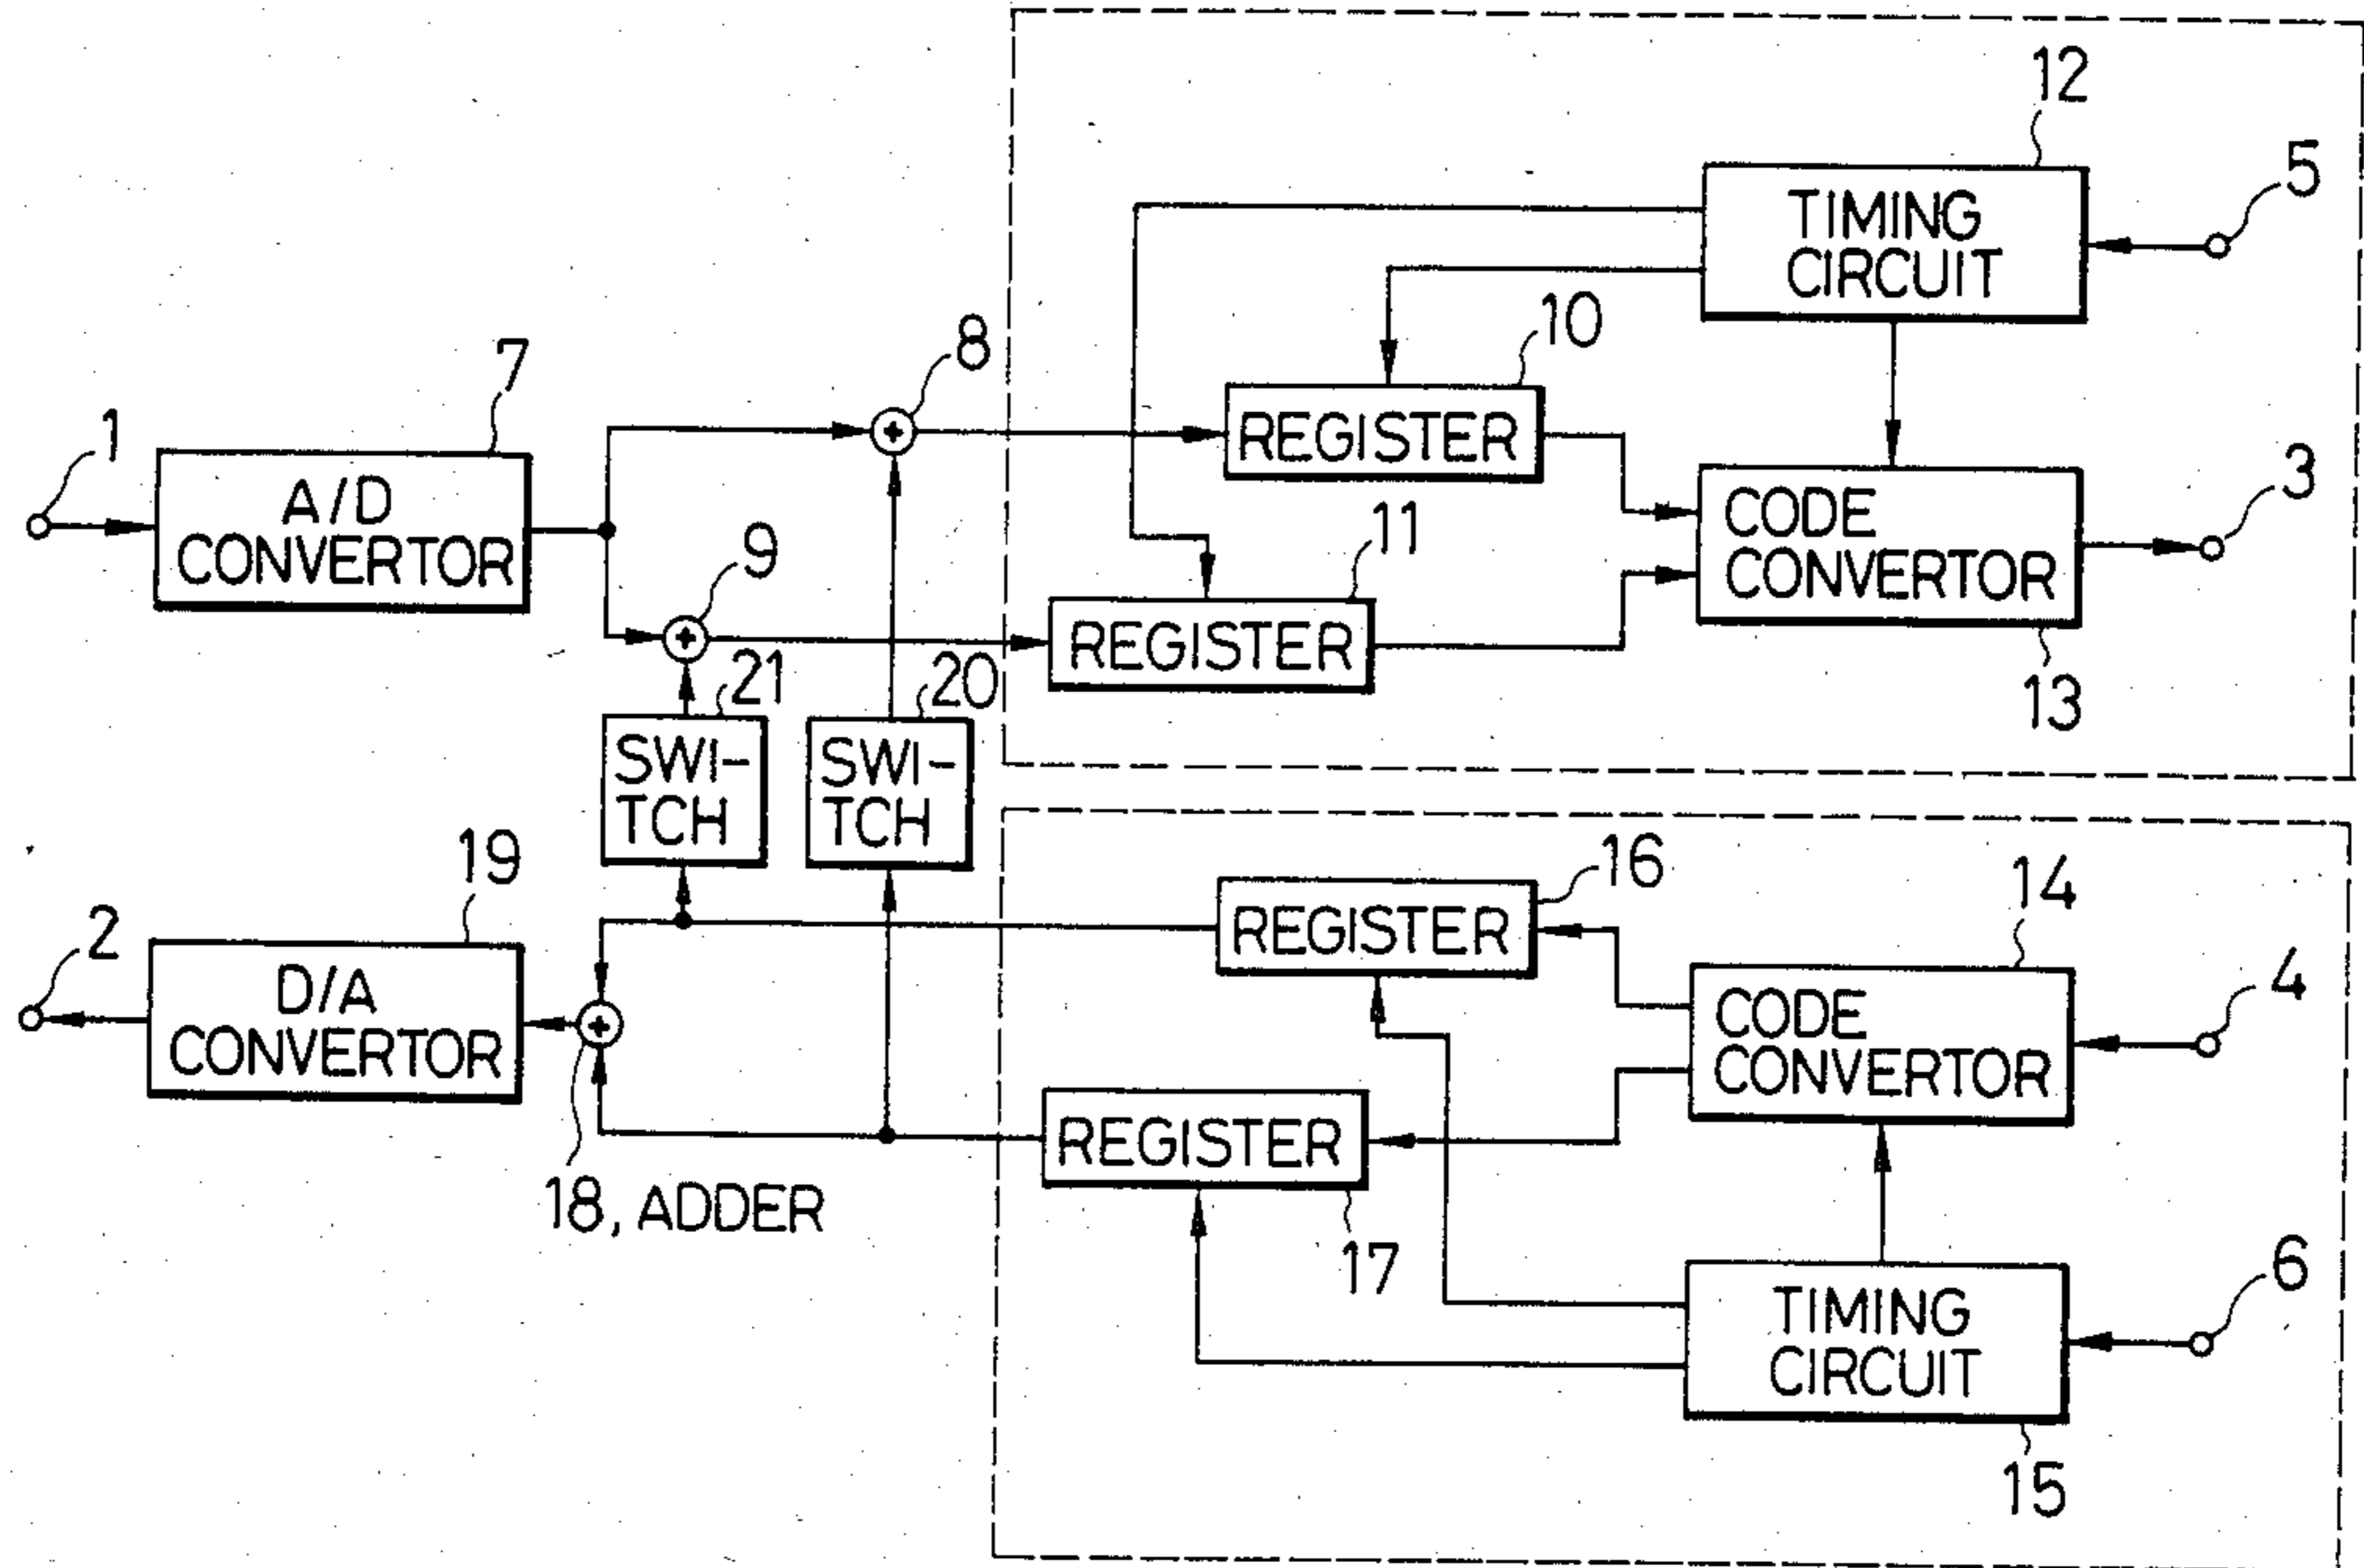 12
5
TIMING
CIRCUIT
10
8
7
1
REGISTER
3
A/D
CONVERTOR
CODE
CONVERTOR
11
9
REGISTER
21
20
13
SWI-
TCH
SWI-
TCH
19
16
14
2
REGISTER
4
D/A
CONVERTOR
CODE
CONVERTOR
REGISTER
18, ADDER
17
6
TIMING
CIRCUIT
15